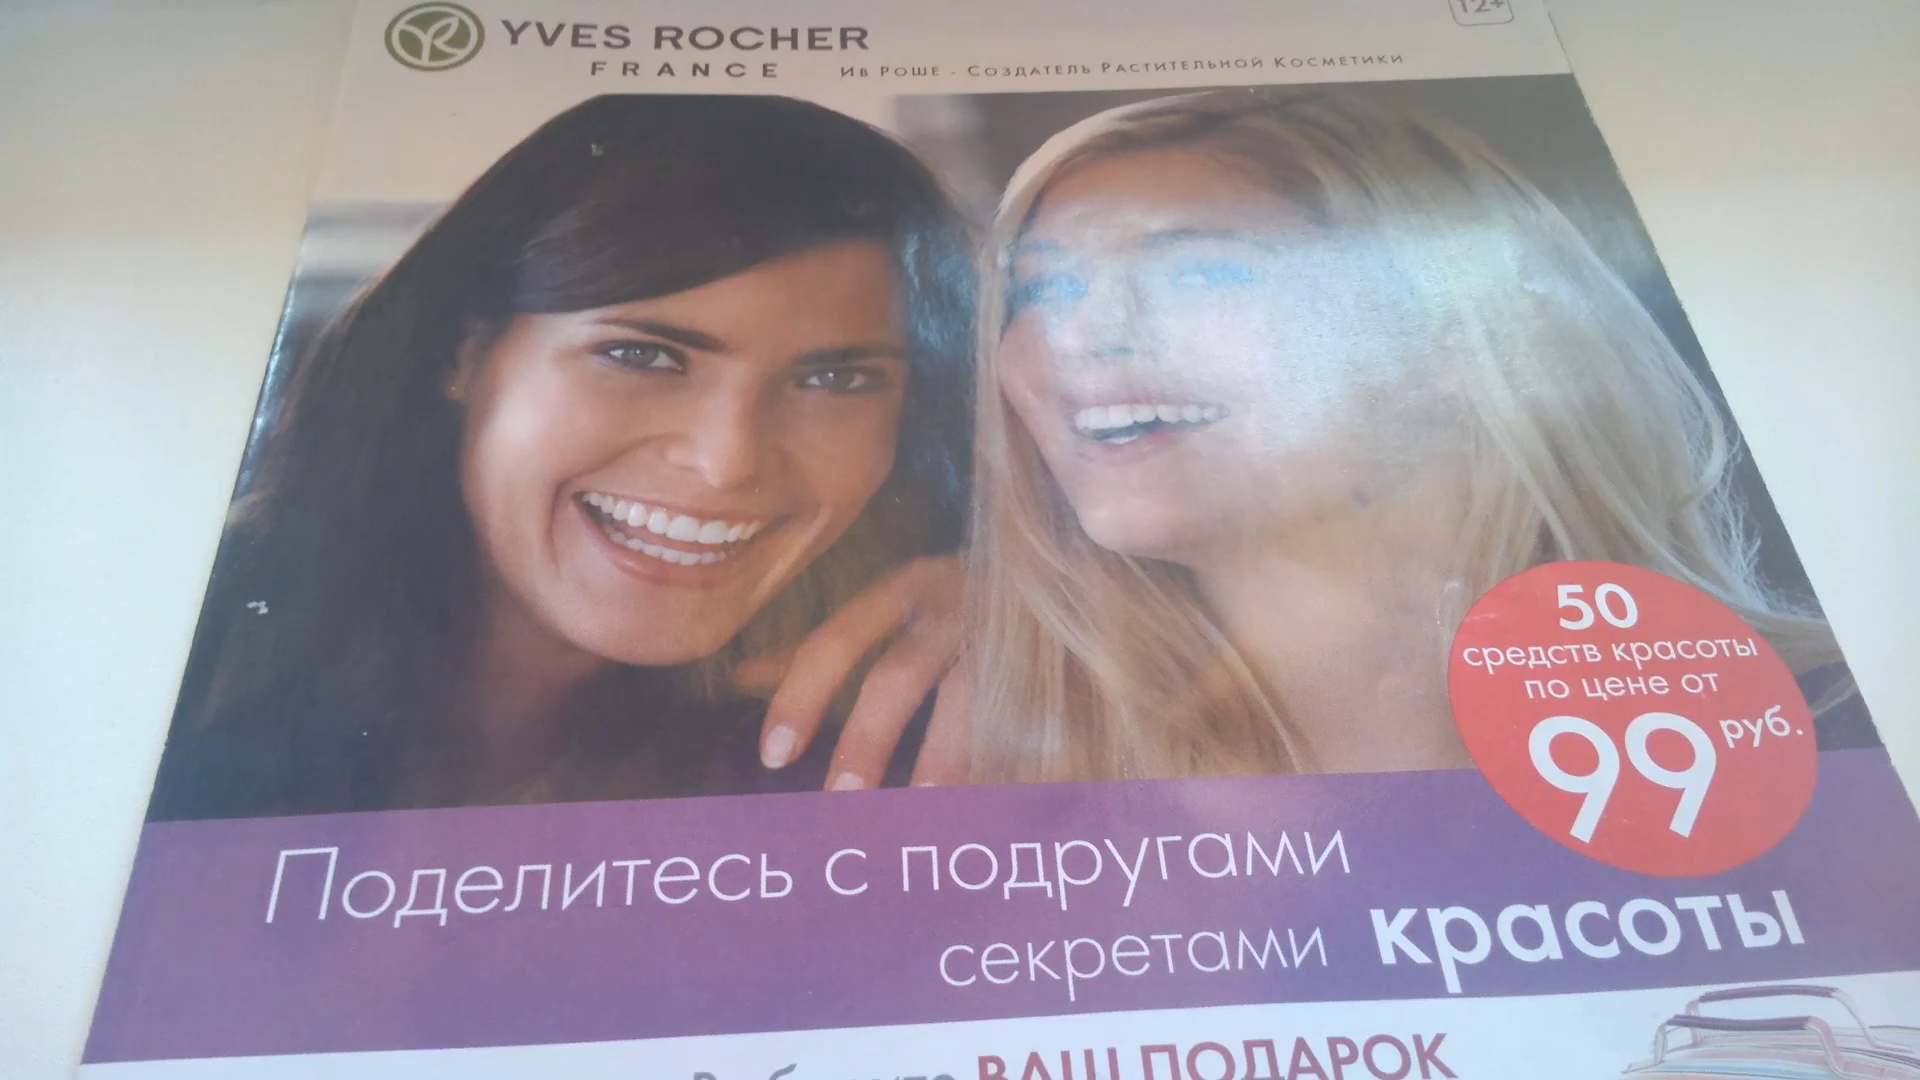 YVES ROCHER
FRANCE
Ив Роше - Создатель Растительной Косметики
12+
50
средств красоты
по цене от
99 руб.
Поделитесь с подругами
секретами красоты
ВАШ ПОДАРОК